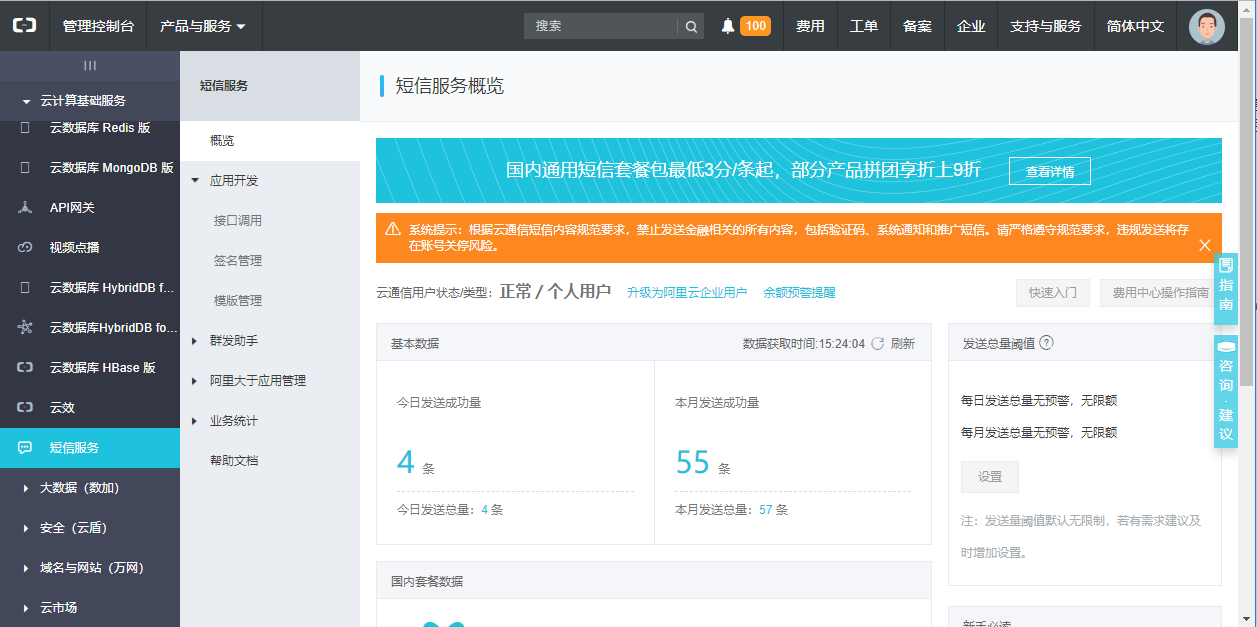 管理控制台 产品与服务 搜索 100 费用 工单 备案 企业 支持与服务 简体中文
云计算基础服务
云数据库 Redis 版
云数据库 MongoDB 版
API网关
视频点播
云数据库 HybridDB f...
云数据库HybridDB fo...
云数据库 HBase 版
云效
短信服务
大数据（数加）
安全（云盾）
域名与网站（万网）
云市场
短信服务
概览
应用开发
接口调用
签名管理
模版管理
群发助手
阿里大于应用管理
业务统计
帮助文档
短信服务概览
国内通用短信套餐包最低3分/条起，部分产品拼团享折上9折 查看详情
系统提示：根据云通信短信内容规范要求，禁止发送金融相关的所有内容，包括验证码、系统通知和推广短信。请严格遵守规范要求，违规发送将存
在账号关停风险。
云通信用户状态/类型：正常 / 个人用户 升级为阿里云企业用户 余额预警提醒 快速入门 费用中心操作指南
基本数据 数据获取时间:15:24:04 刷新
今日发送成功量
4 条
今日发送总量：4 条
本月发送成功量
55 条
本月发送总量：57 条
国内套餐数据
发送总量阈值 ?
每日发送总量无预警，无限额
每月发送总量无预警，无限额
设置
注：发送量阈值默认无限制，若有需求建议及
时增加设置。
新手必读
指南
咨询·建议